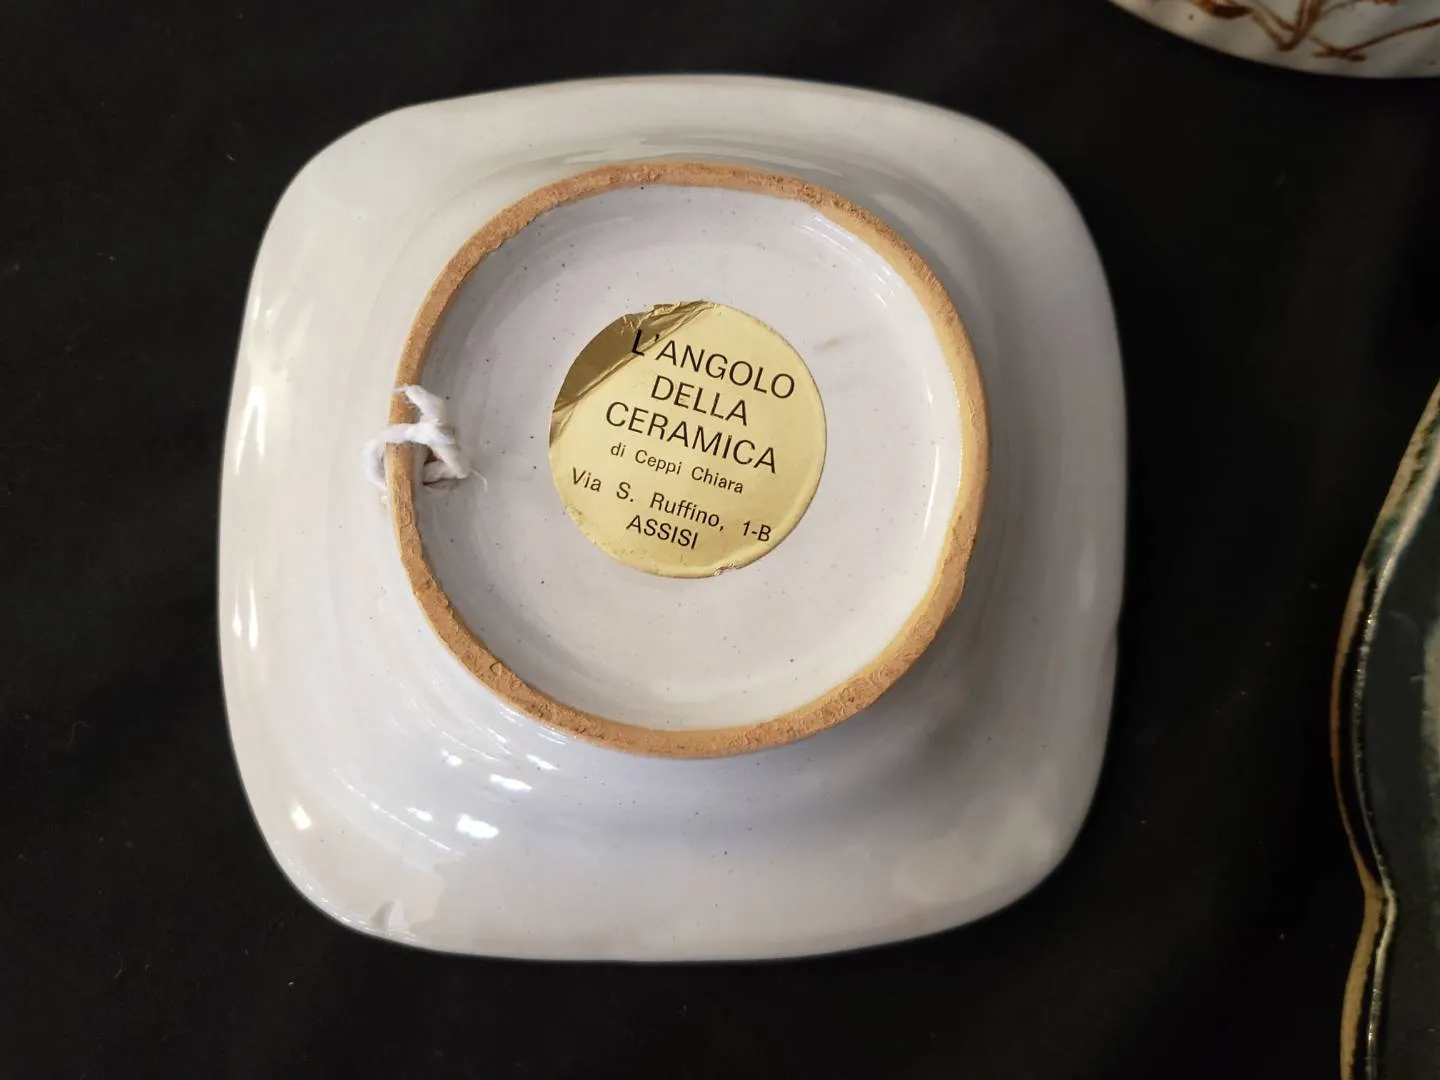 L'ANGOLO
DELLA
CERAMICA
di Ceppi Chiara
Via S. Ruffino, 1-B
ASSISI